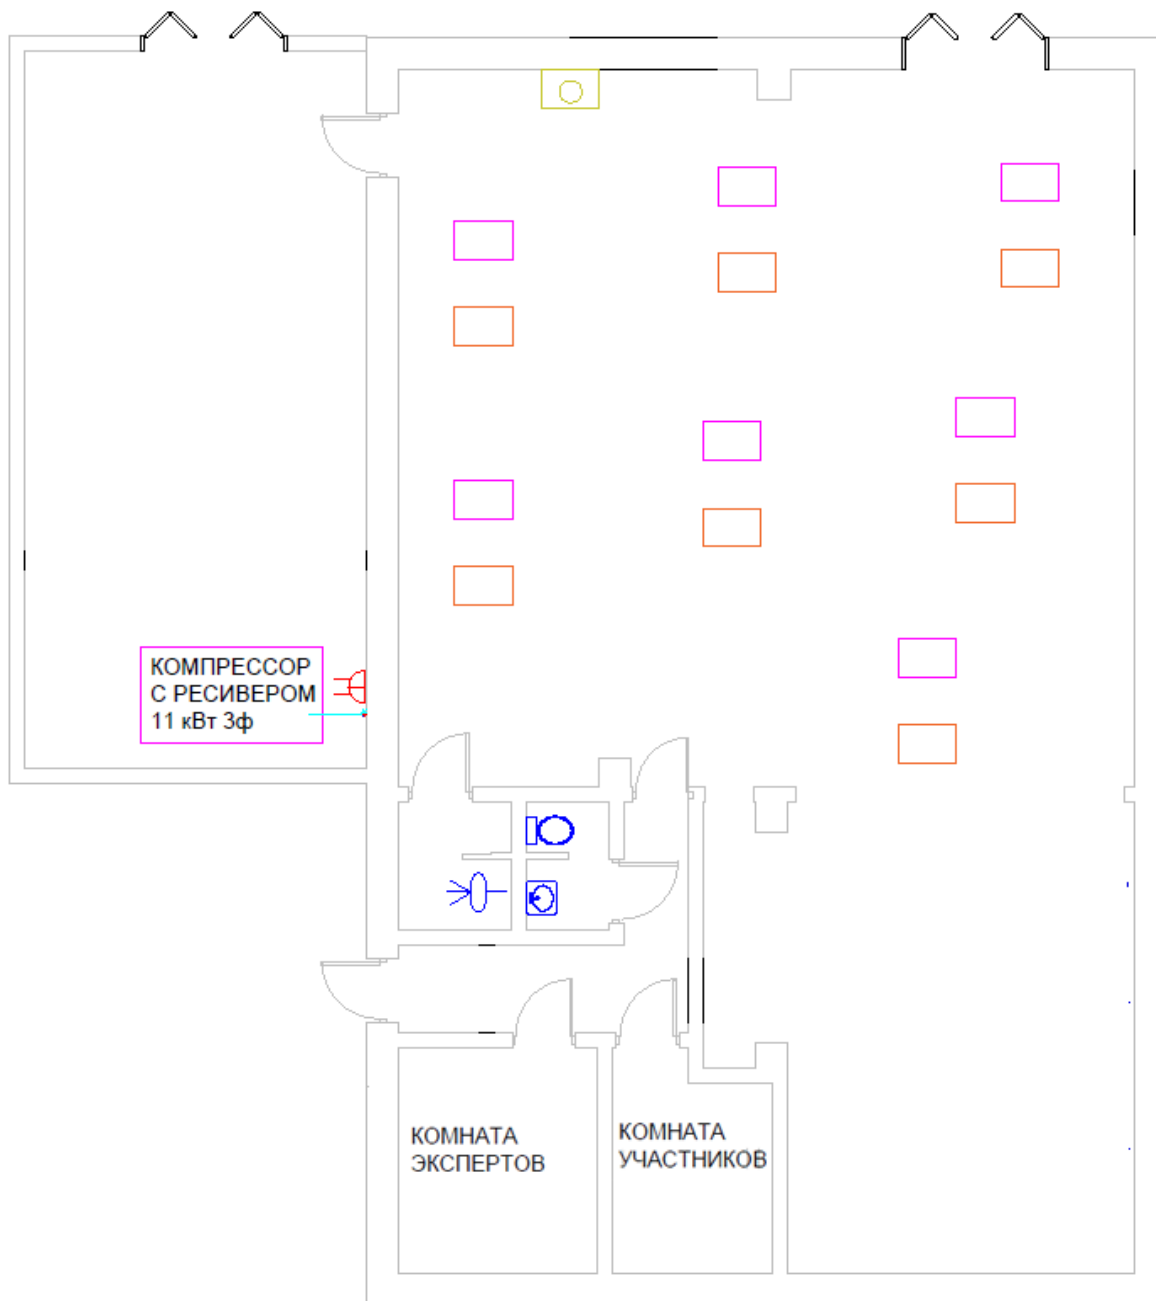 КОМПРЕССОР
С РЕСИВЕРОМ
11 кВт 3ф
КОМНАТА
ЭКСПЕРТОВ
КОМНАТА
УЧАСТНИКОВ